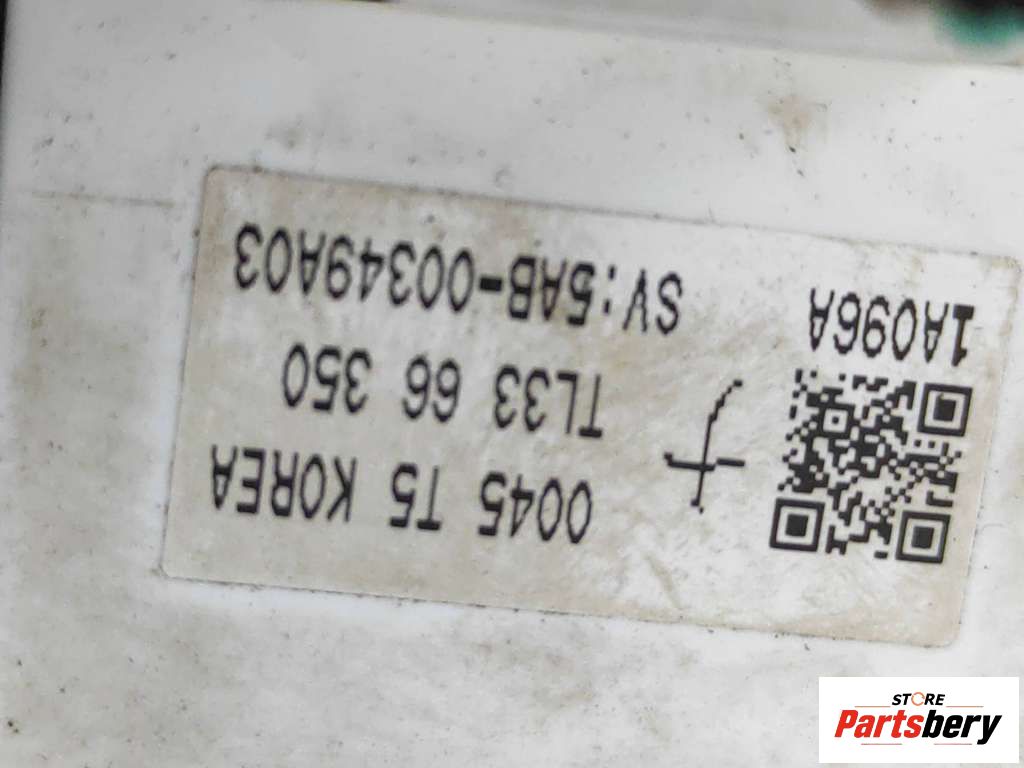 0045 T5 KOREA
TL33 66 350
SV:5AB-00349A03
1A096A
STORE
Partsbery